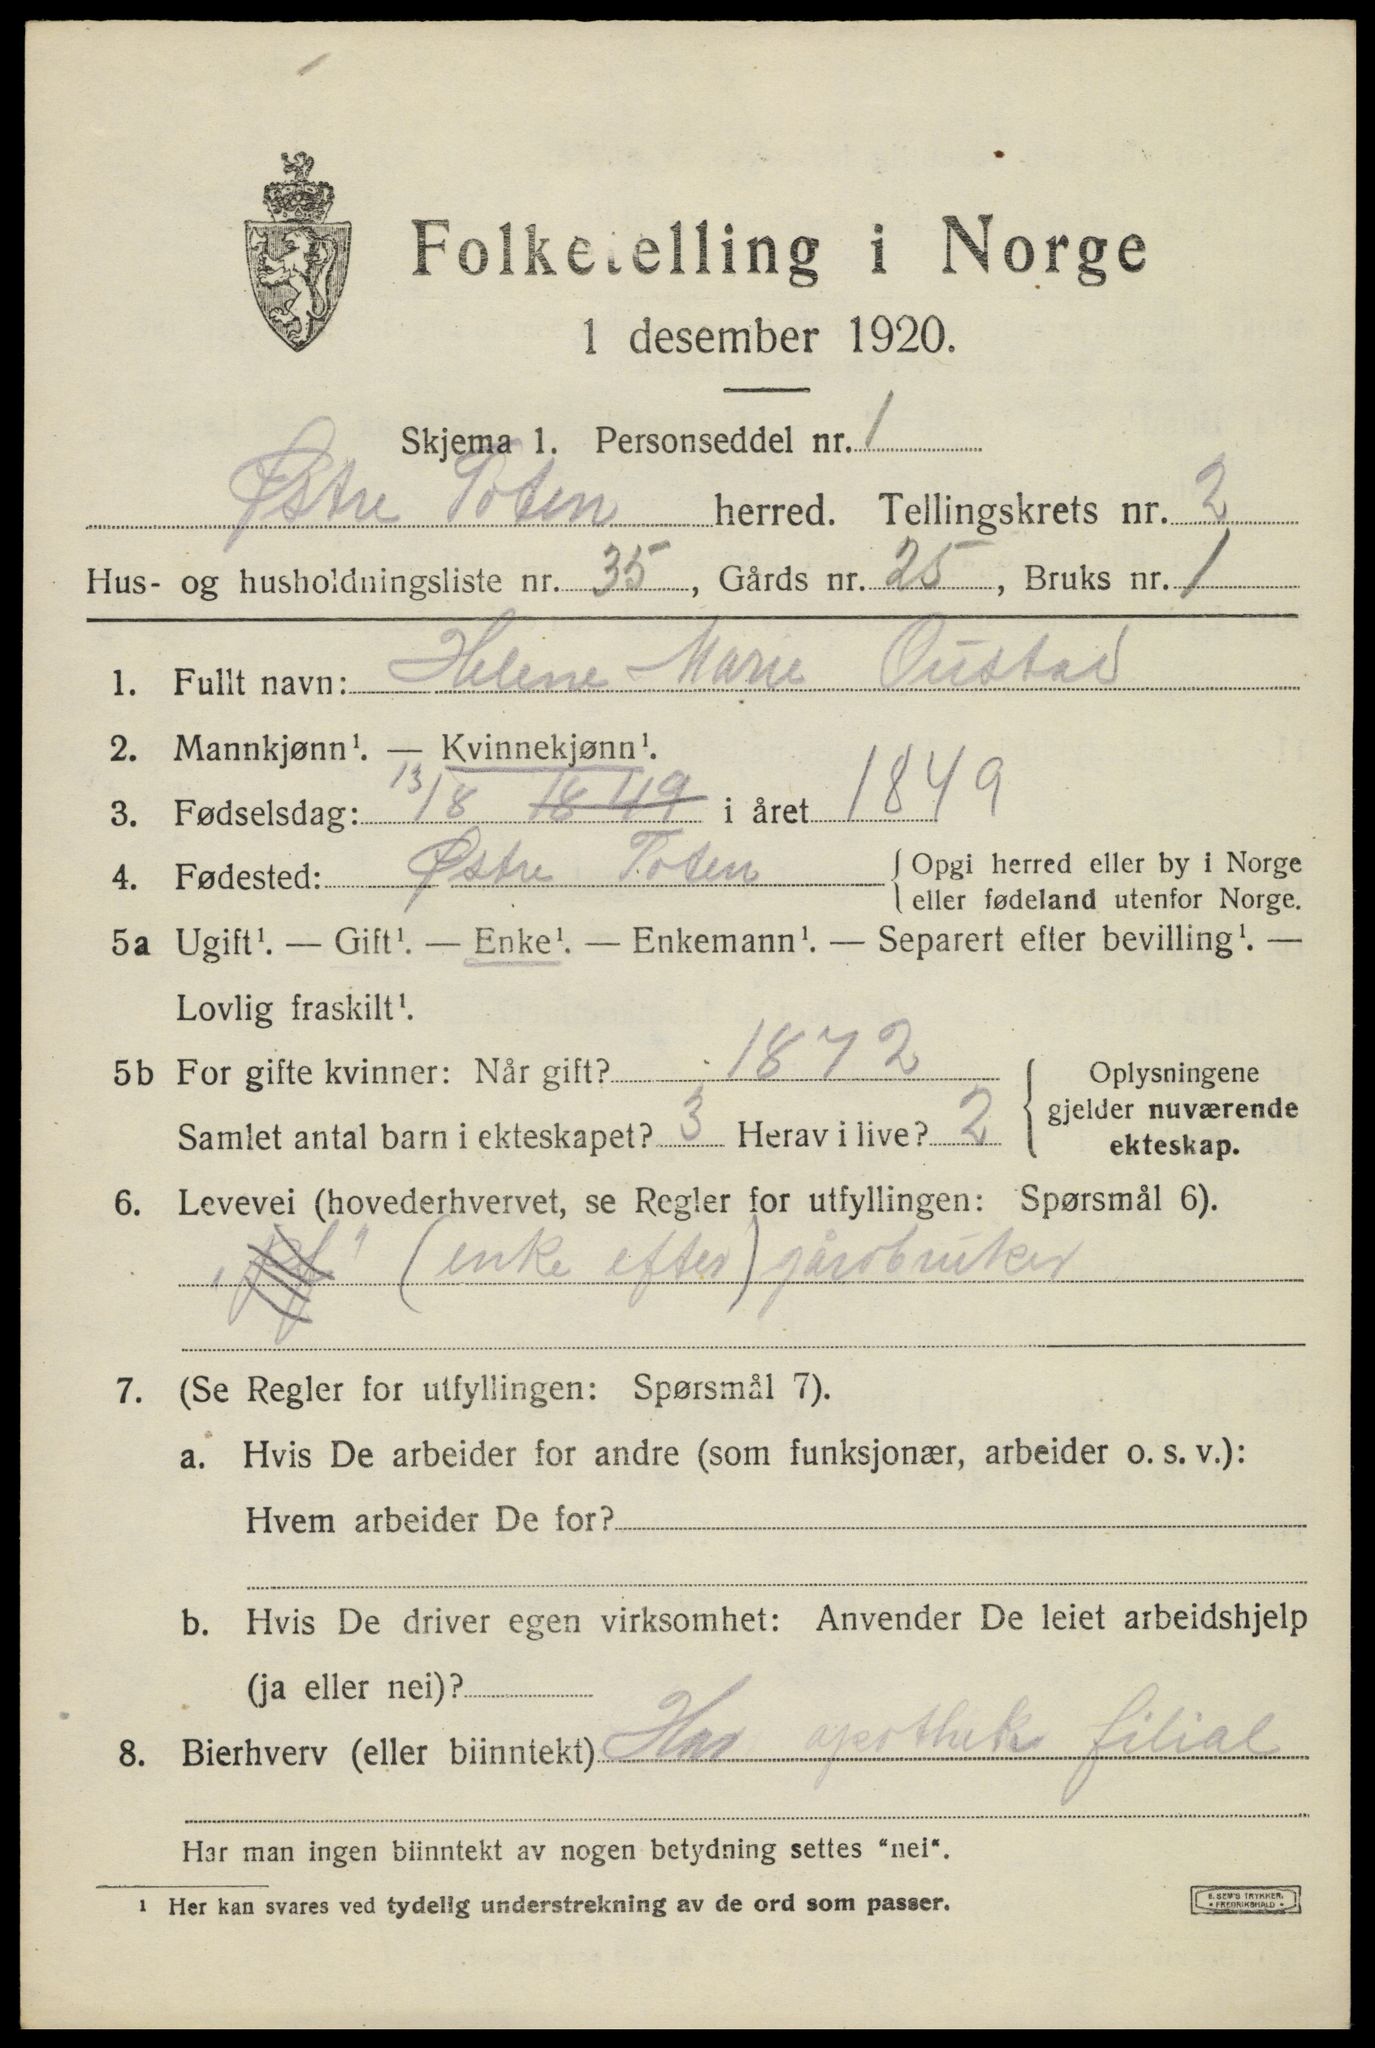 Folketelling i Norge
1 desember 1920.
Skjema 1. Personseddel nr. 1
Østre Toten herred. Tellingskrets nr. 2
Hus- og husholdningsliste nr. 35, Gårds nr. 25, Bruks nr. 1
1. Fullt navn: Helene Marie Oustad
2. Mannkjønn¹. — Kvinnekjønn¹.
3. Fødselsdag: 13/8 1849 i året 1849
4. Fødested: Østre Toten { Opgi herred eller by i Norge
eller fødeland utenfor Norge.
5a Ugift¹. — Gift¹. — Enke¹. — Enkemann¹. — Separert efter bevilling¹. —
Lovlig fraskilt¹.
5b For gifte kvinner: Når gift? 1872
Samlet antal barn i ekteskapet? 3 Herav i live? 2
{ Oplysningene
gjelder nuværende
ekteskap.
6. Levevei (hovederhvervet, se Regler for utfyllingen: Spørsmål 6).
(enke efter) gårdbruker
7. (Se Regler for utfyllingen: Spørsmål 7).
a. Hvis De arbeider for andre (som funksjonær, arbeider o. s. v.):
Hvem arbeider De for?
b. Hvis De driver egen virksomhet: Anvender De leiet arbeidshjelp
(ja eller nei)?
8. Bierhverv (eller biinntekt) Har apothek filial
Har man ingen biinntekt av nogen betydning settes "nei".
¹ Her kan svares ved tydelig understrekning av de ord som passer.
E. SEM'S TRYKKERI
• FREDRIKSHALD •